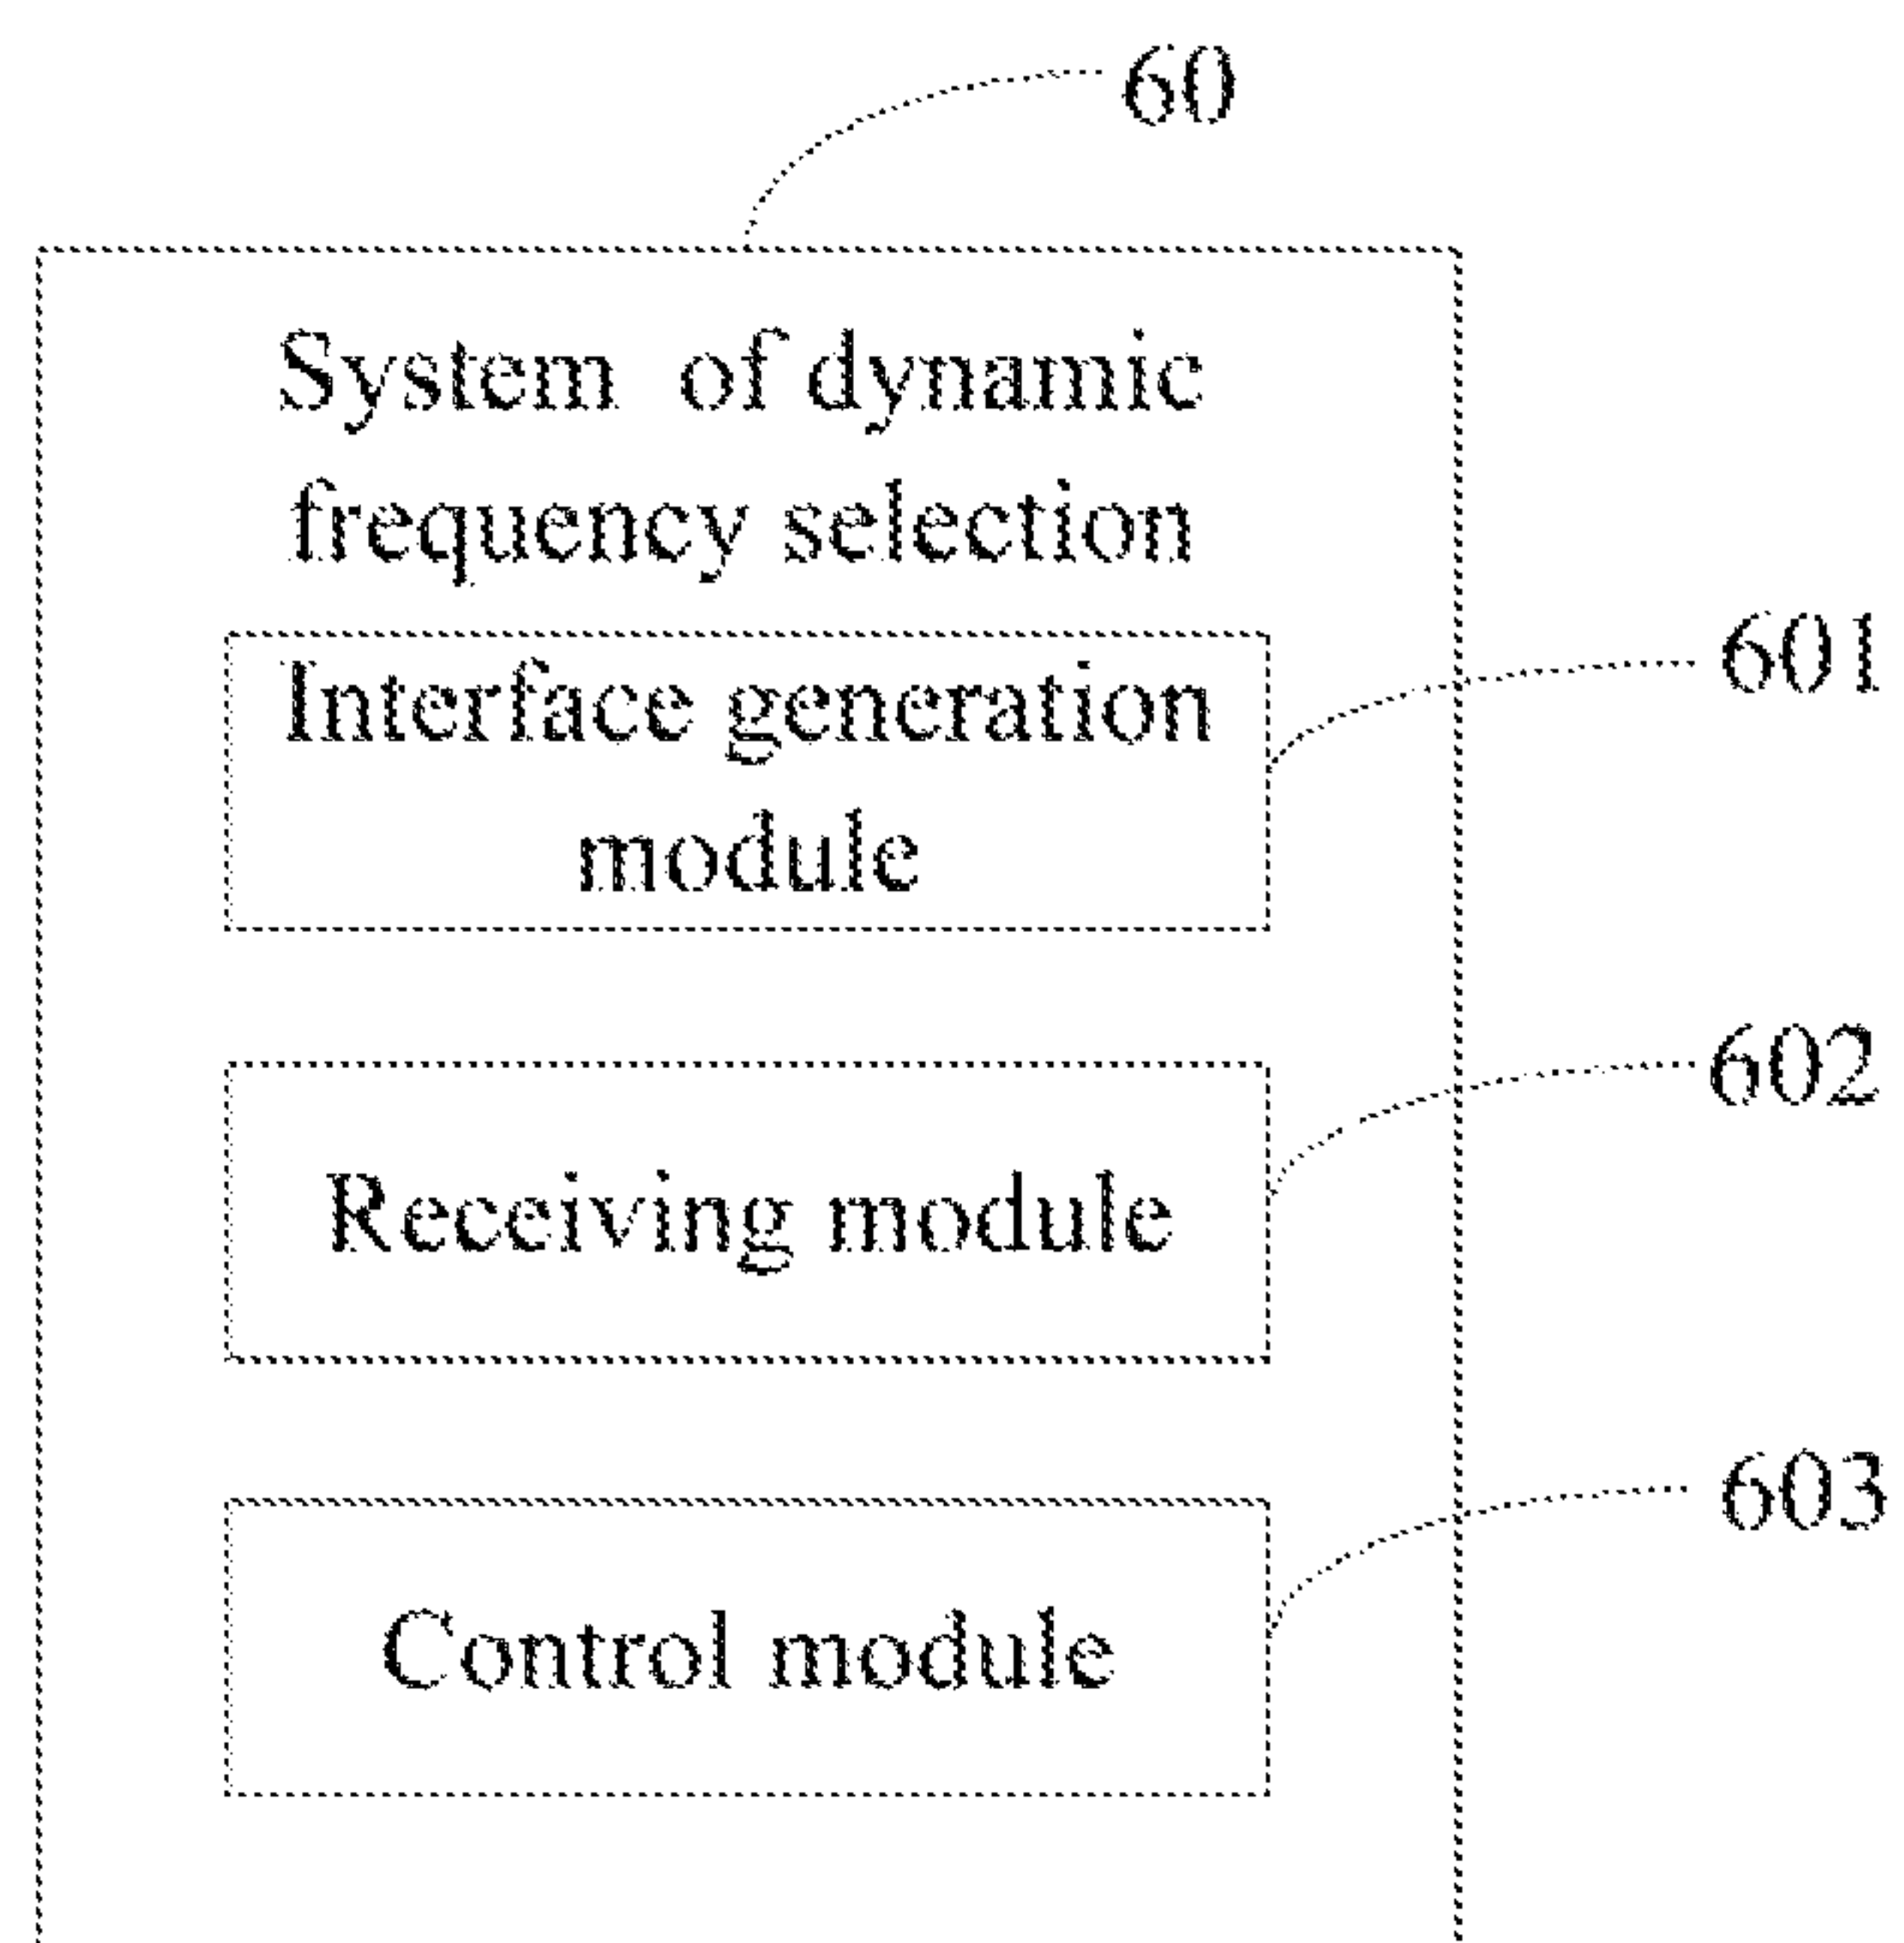 60
System of dynamic
frequency selection
601
Interface generation
module
602
Receiving module
603
Control module